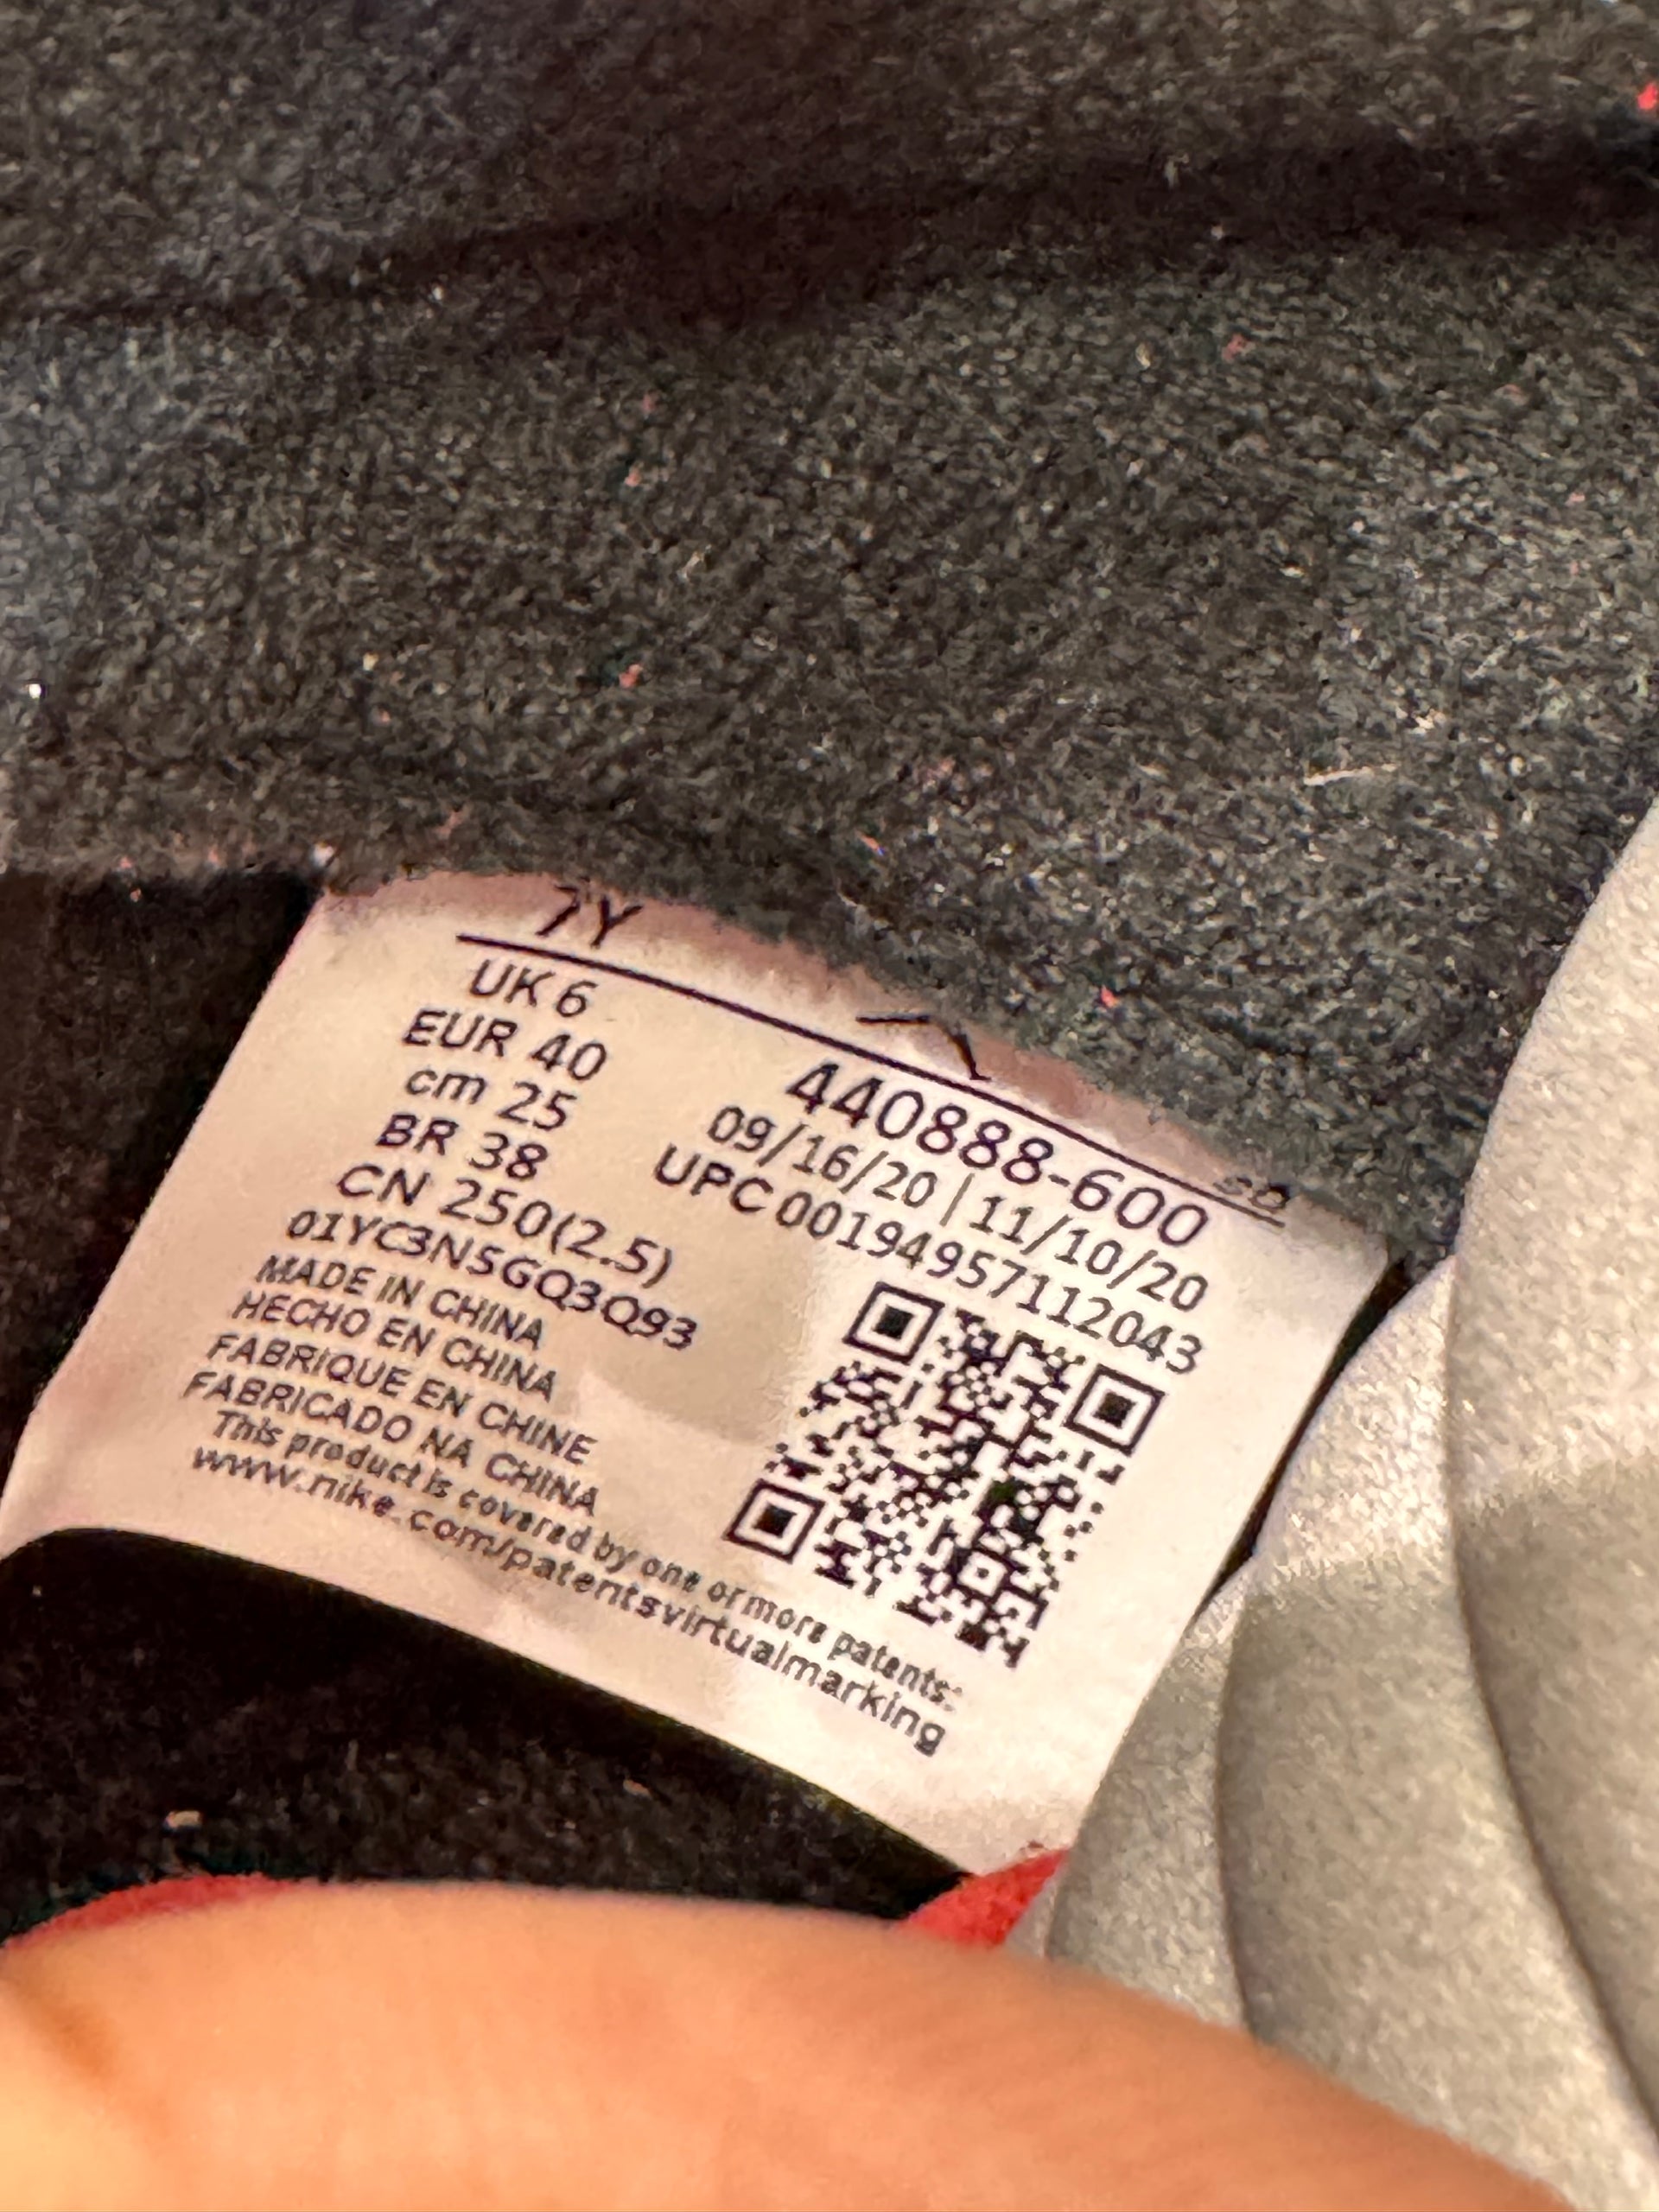 7Y
UK 6
EUR 40
cm 25
BR 38
CN 250(2.5)
01YC3N5GQ3Q93
MADE IN CHINA
HECHO EN CHINA
FABRIQUE EN CHINE
FABRICADO NA CHINA
This product is covered by one or more patents:
www.nike.com/patentsvirtualmarking
440888-600
09/16/20 | 11/10/20
UPC 00194957112043